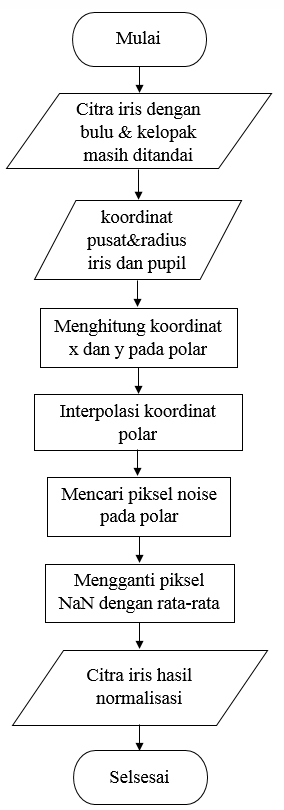 Mulai
Citra iris dengan
bulu & kelopak
masih ditandai
koordinat
pusat&radius
iris dan pupil
Menghitung koordinat
x dan y pada polar
Interpolasi koordinat
polar
Mencari piksel noise
pada polar
Mengganti piksel
NaN dengan rata-rata
Citra iris hasil
normalisasi
Selsesai